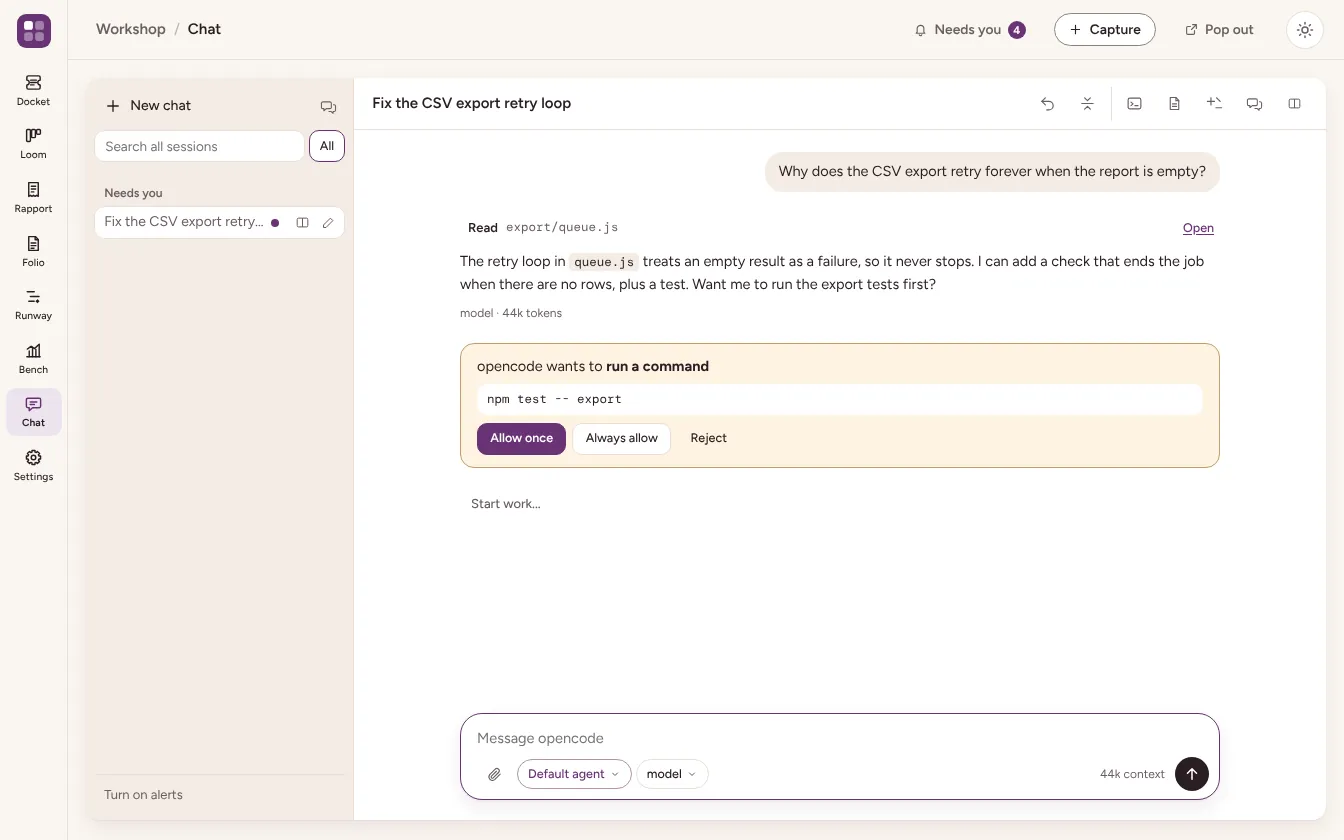 Workshop / Chat
Needs you 4
+ Capture
Pop out
Docket
Loom
Rapport
Folio
Runway
Bench
Chat
Settings
+ New chat
Search all sessions
All
Needs you
Fix the CSV export retry...
Turn on alerts
Fix the CSV export retry loop
Why does the CSV export retry forever when the report is empty?
Read export/queue.js
Open
The retry loop in queue.js treats an empty result as a failure, so it never stops. I can add a check that ends the job
when there are no rows, plus a test. Want me to run the export tests first?
model · 44k tokens
opencode wants to run a command
npm test -- export
Allow once
Always allow
Reject
Start work...
Message opencode
Default agent
model
44k context